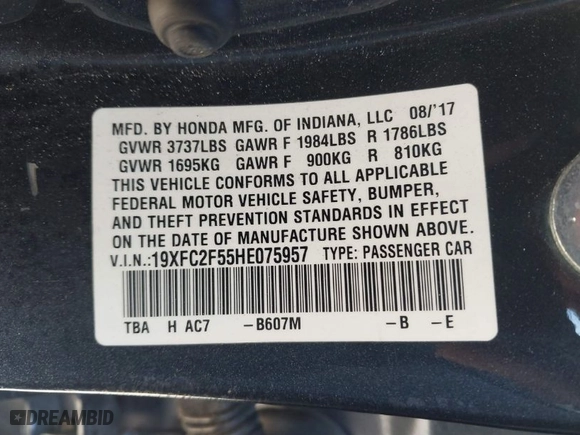 MFD. BY HONDA MFG. OF INDIANA, LLC 08/'17
GVWR 3737LBS GAWR F 1984LBS R 1786LBS
GVWR 1695KG GAWR F 900KG R 810KG
THIS VEHICLE CONFORMS TO ALL APPLICABLE
FEDERAL MOTOR VEHICLE SAFETY, BUMPER,
AND THEFT PREVENTION STANDARDS IN EFFECT
ON THE DATE OF MANUFACTURE SHOWN ABOVE.
V.I.N.:19XFC2F55HE075957 TYPE: PASSENGER CAR
TBA H AC7 –B607M –B –E
DREAMBID